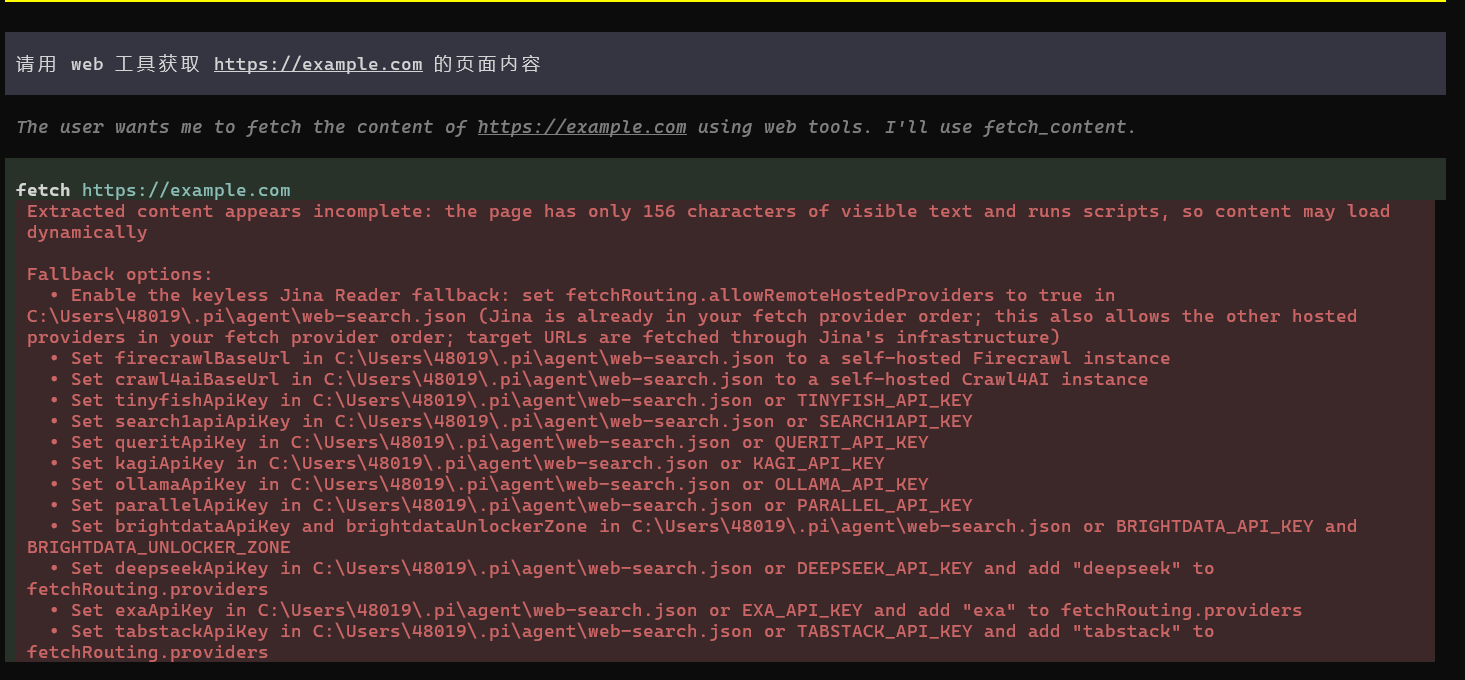 请用 web 工具获取 https://example.com 的页面内容
The user wants me to fetch the content of https://example.com using web tools. I'll use fetch_content.
fetch https://example.com
Extracted content appears incomplete: the page has only 156 characters of visible text and runs scripts, so content may load
dynamically
Fallback options:
• Enable the keyless Jina Reader fallback: set fetchRouting.allowRemoteHostedProviders to true in
C:\Users\48019\.pi\agent\web-search.json (Jina is already in your fetch provider order; this also allows the other hosted
providers in your fetch provider order; target URLs are fetched through Jina's infrastructure)
• Set firecrawlBaseUrl in C:\Users\48019\.pi\agent\web-search.json to a self-hosted Firecrawl instance
• Set crawl4aiBaseUrl in C:\Users\48019\.pi\agent\web-search.json to a self-hosted Crawl4AI instance
• Set tinyfishApiKey in C:\Users\48019\.pi\agent\web-search.json or TINYFISH_API_KEY
• Set search1apiApiKey in C:\Users\48019\.pi\agent\web-search.json or SEARCH1API_KEY
• Set queritApiKey in C:\Users\48019\.pi\agent\web-search.json or QUERIT_API_KEY
• Set kagiApiKey in C:\Users\48019\.pi\agent\web-search.json or KAGI_API_KEY
• Set ollamaApiKey in C:\Users\48019\.pi\agent\web-search.json or OLLAMA_API_KEY
• Set parallelApiKey in C:\Users\48019\.pi\agent\web-search.json or PARALLEL_API_KEY
• Set brightdataApiKey and brightdataUnlockerZone in C:\Users\48019\.pi\agent\web-search.json or BRIGHTDATA_API_KEY and
BRIGHTDATA_UNLOCKER_ZONE
• Set deepseekApiKey in C:\Users\48019\.pi\agent\web-search.json or DEEPSEEK_API_KEY and add "deepseek" to
fetchRouting.providers
• Set exaApiKey in C:\Users\48019\.pi\agent\web-search.json or EXA_API_KEY and add "exa" to fetchRouting.providers
• Set tabstackApiKey in C:\Users\48019\.pi\agent\web-search.json or TABSTACK_API_KEY and add "tabstack" to
fetchRouting.providers